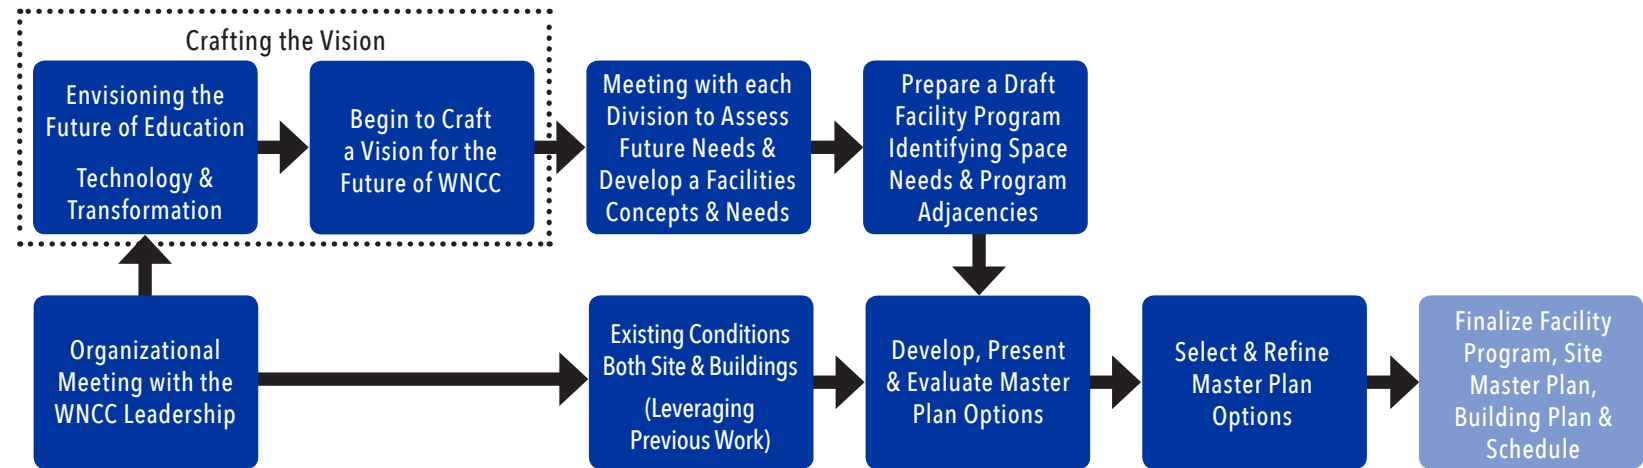 Crafting the Vision
Envisioning the
Future of Education
Technology &
Transformation
Begin to Craft
a Vision for the
Future of WNCC
Meeting with each
Division to Assess
Future Needs &
Develop a Facilities
Concepts & Needs
Prepare a Draft
Facility Program
Identifying Space
Needs & Program
Adjacencies
Organizational
Meeting with the
WNCC Leadership
Existing Conditions
Both Site & Buildings
(Leveraging
Previous Work)
Develop, Present
& Evaluate Master
Plan Options
Select & Refine
Master Plan
Options
Finalize Facility
Program, Site
Master Plan,
Building Plan &
Schedule